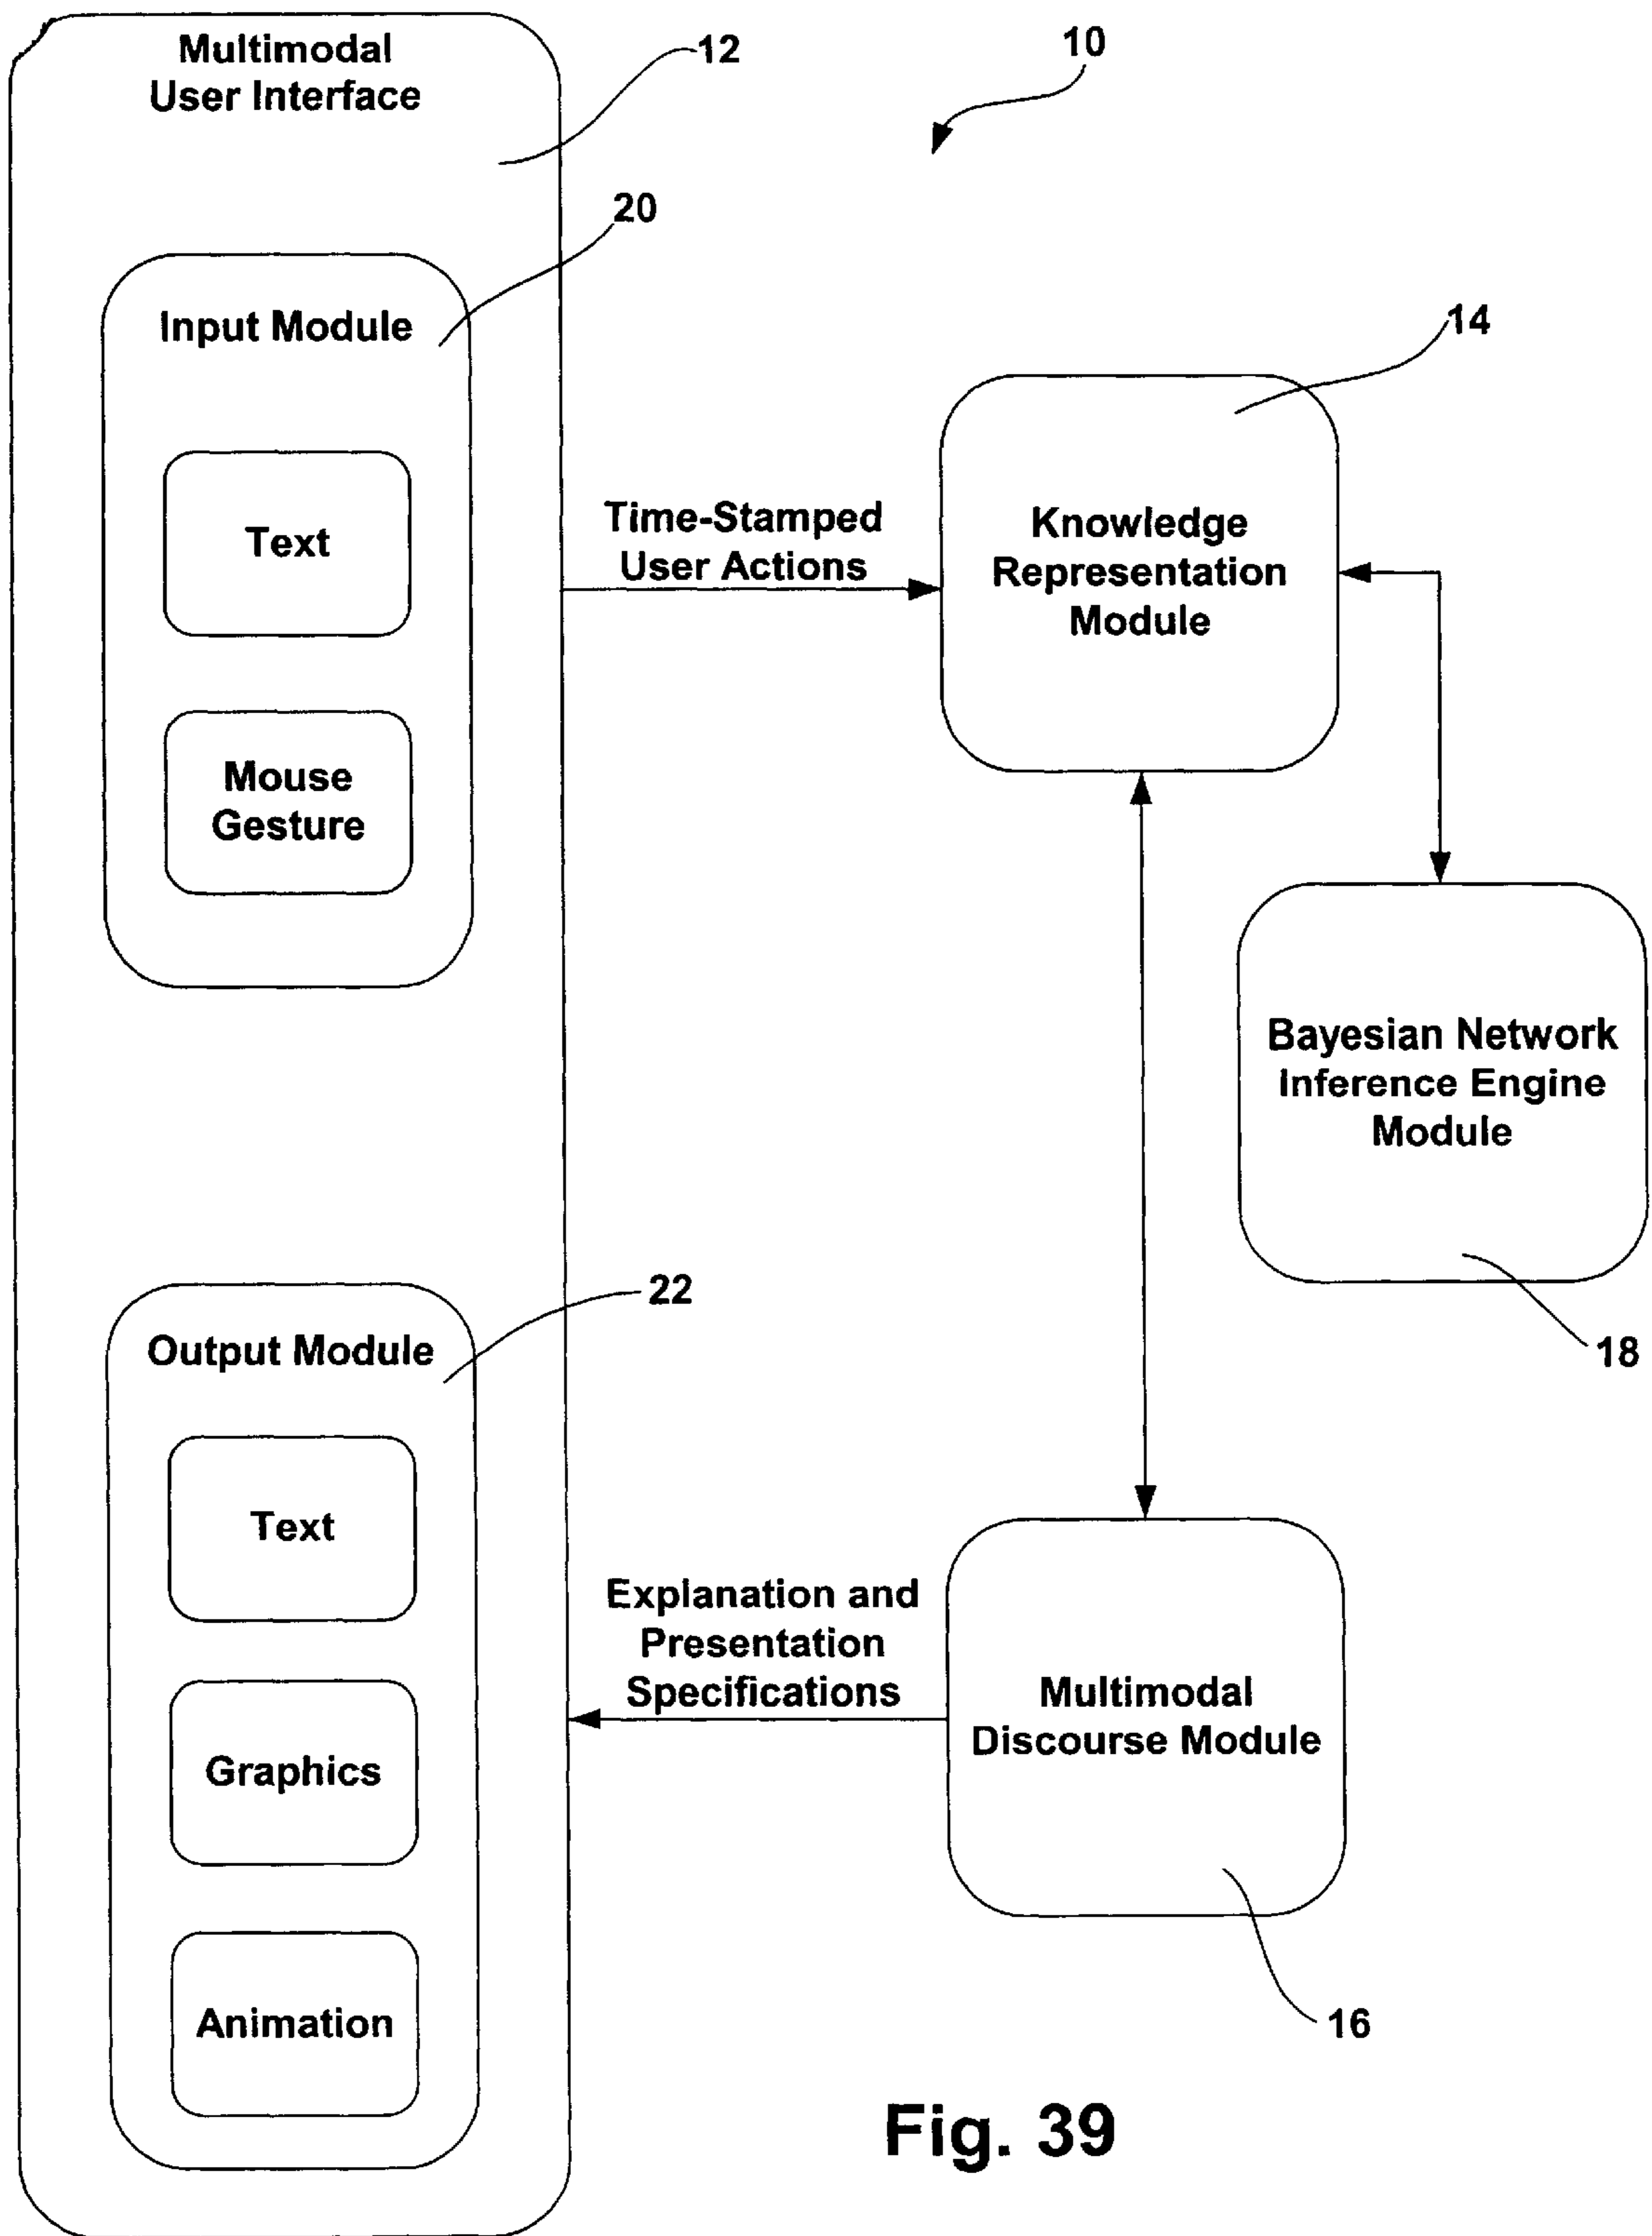 Multimodal
User Interface
12
10
20
Input Module
14
Text
Time-Stamped
User Actions
Knowledge
Representation
Module
Mouse
Gesture
Bayesian Network
Inference Engine
Module
22
Output Module
18
Text
Explanation and
Presentation
Specifications
Multimodal
Discourse Module
Graphics
Animation
16
Fig. 39